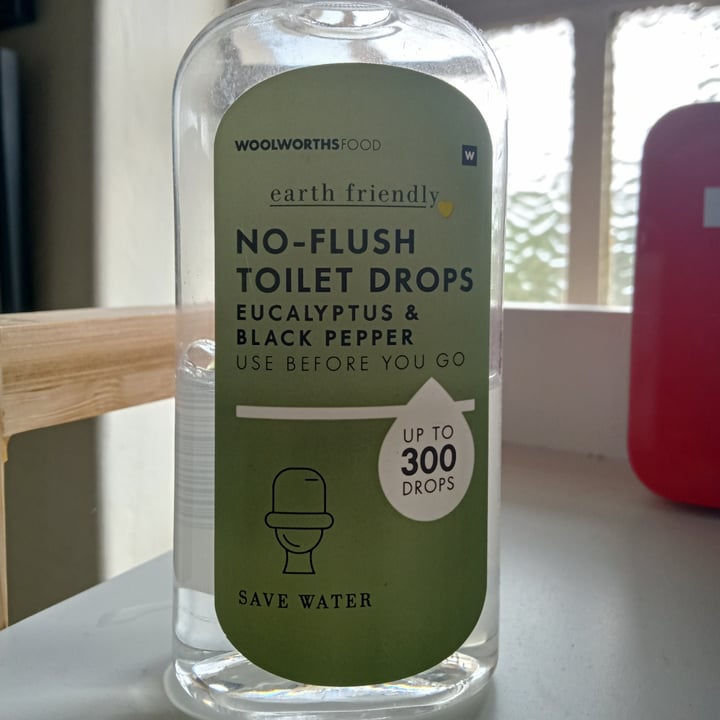 WOOLWORTHSFOOD
W
earth friendly
NO-FLUSH
TOILET DROPS
EUCALYPTUS &
BLACK PEPPER
USE BEFORE YOU GO
UP TO
300
DROPS
SAVE WATER